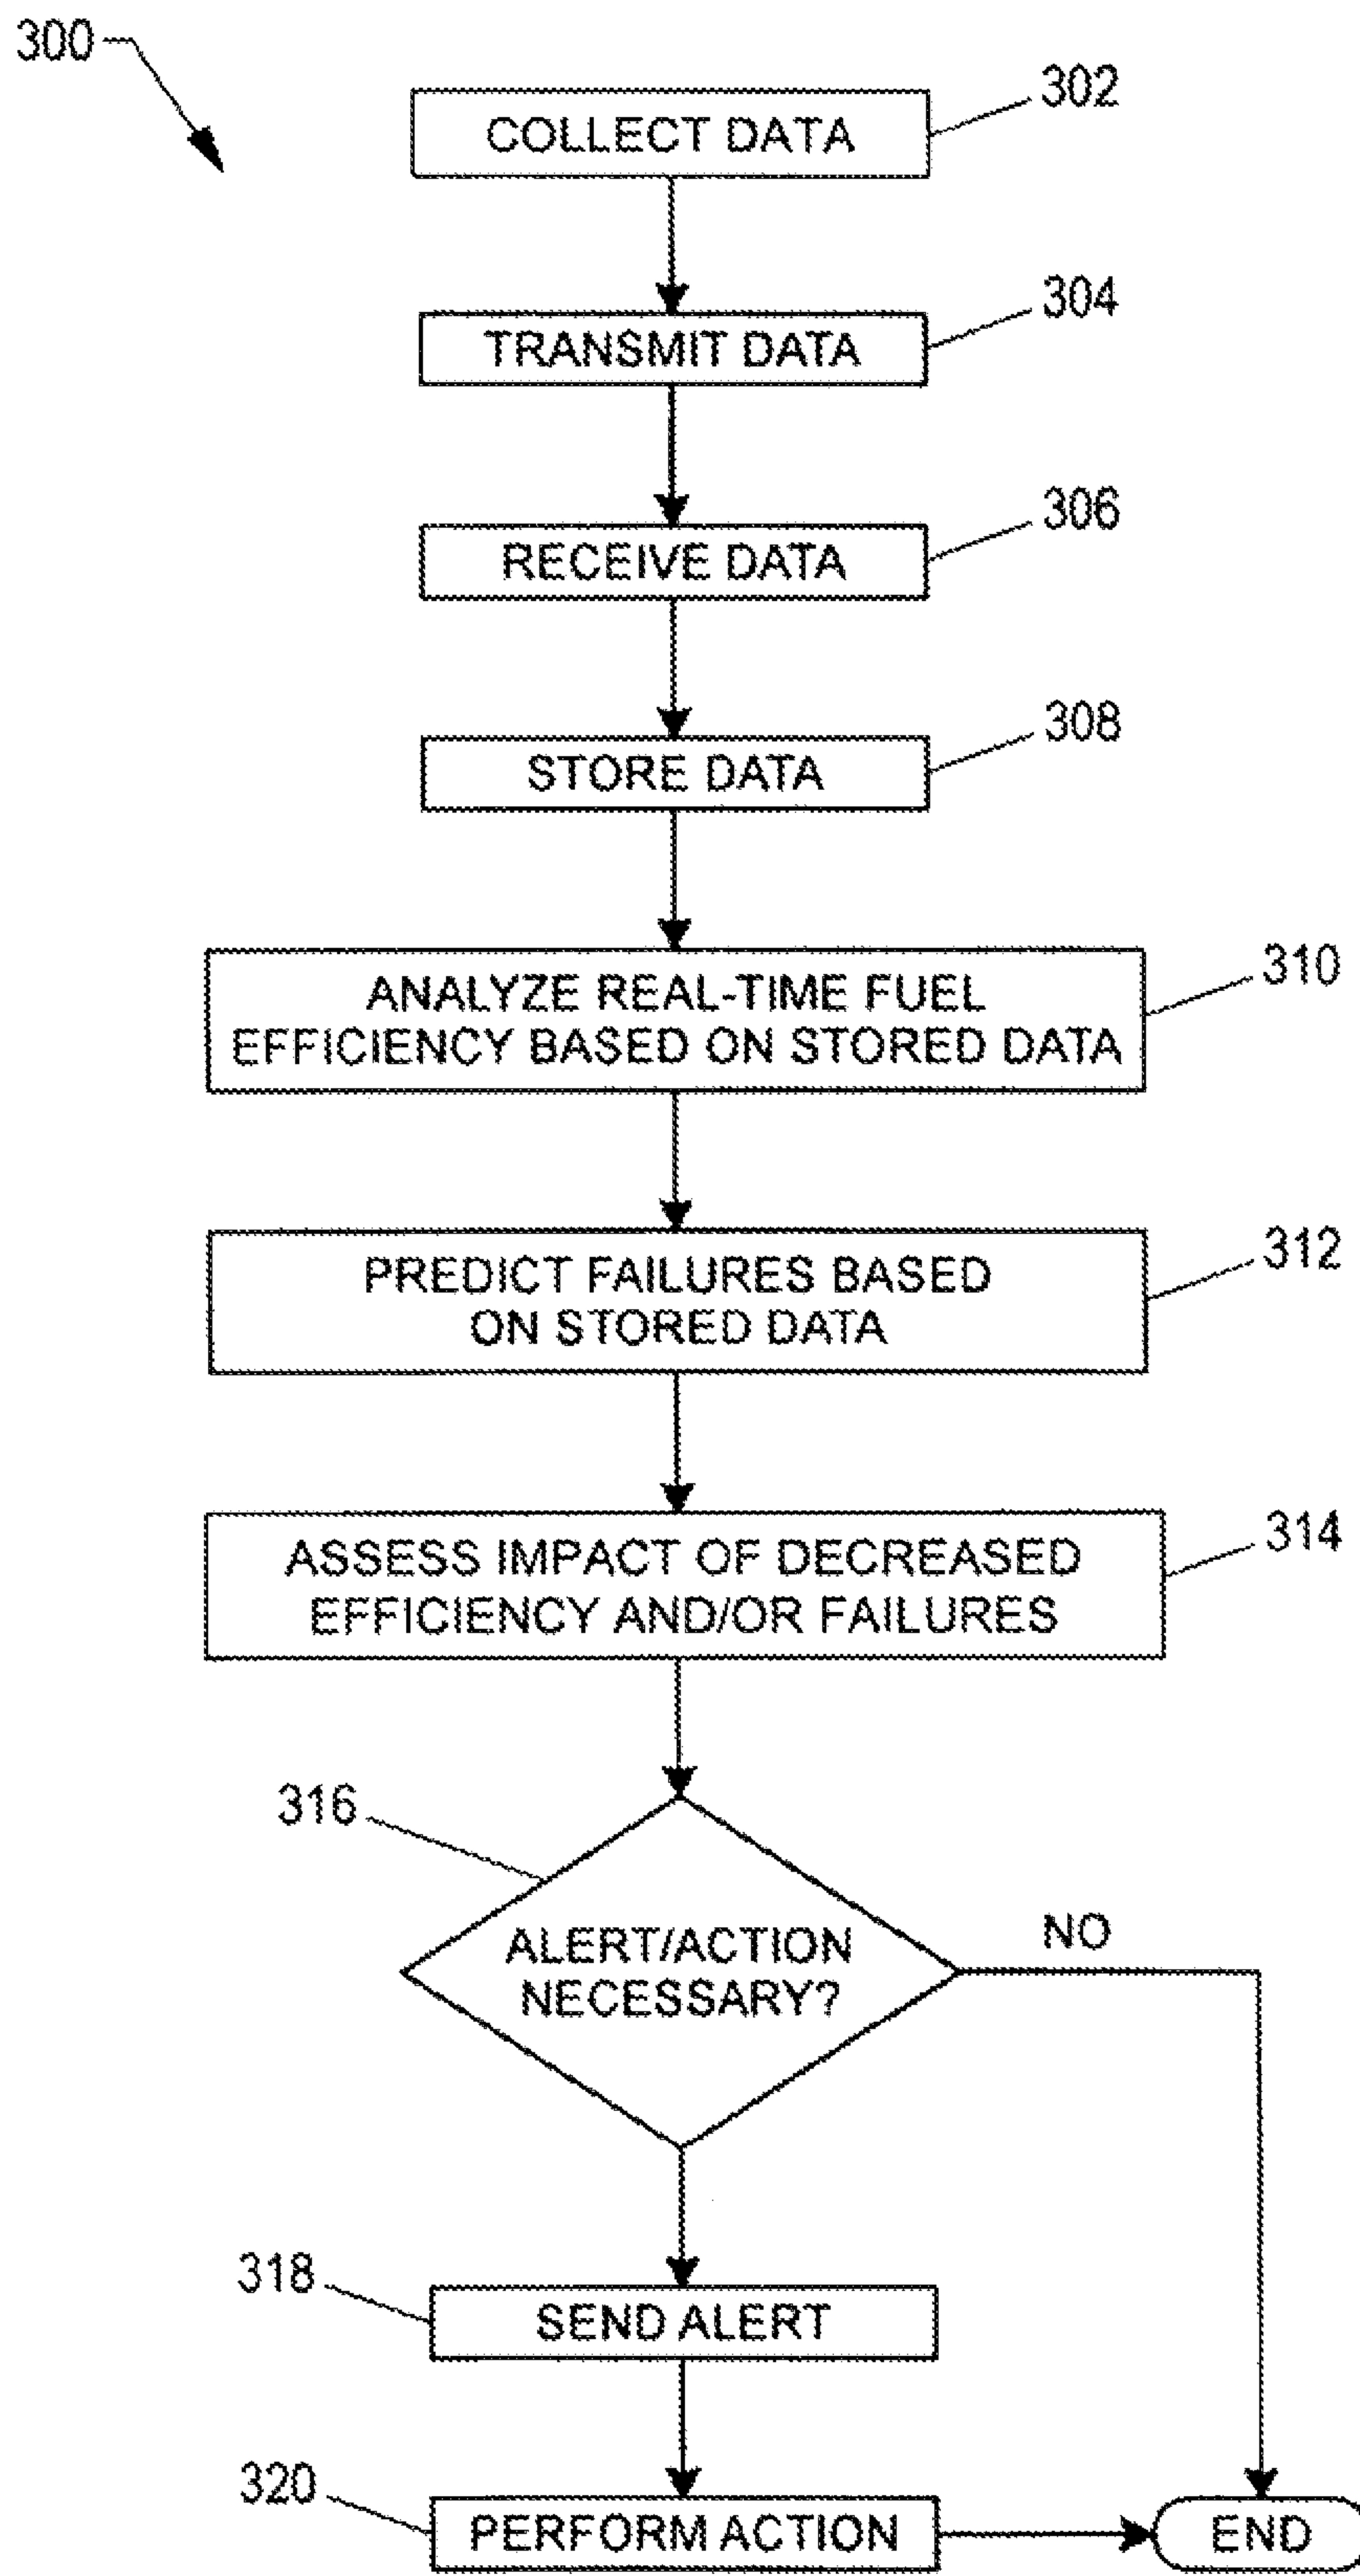 300
302
COLLECT DATA
304
TRANSMIT DATA
306
RECEIVE DATA
308
STORE DATA
310
ANALYZE REAL-TIME FUEL
EFFICIENCY BASED ON STORED DATA
312
PREDICT FAILURES BASED
ON STORED DATA
314
ASSESS IMPACT OF DECREASED
EFFICIENCY AND/OR FAILURES
316
ALERT/ACTION
NECESSARY?
NO
318
SEND ALERT
320
PERFORM ACTION
END